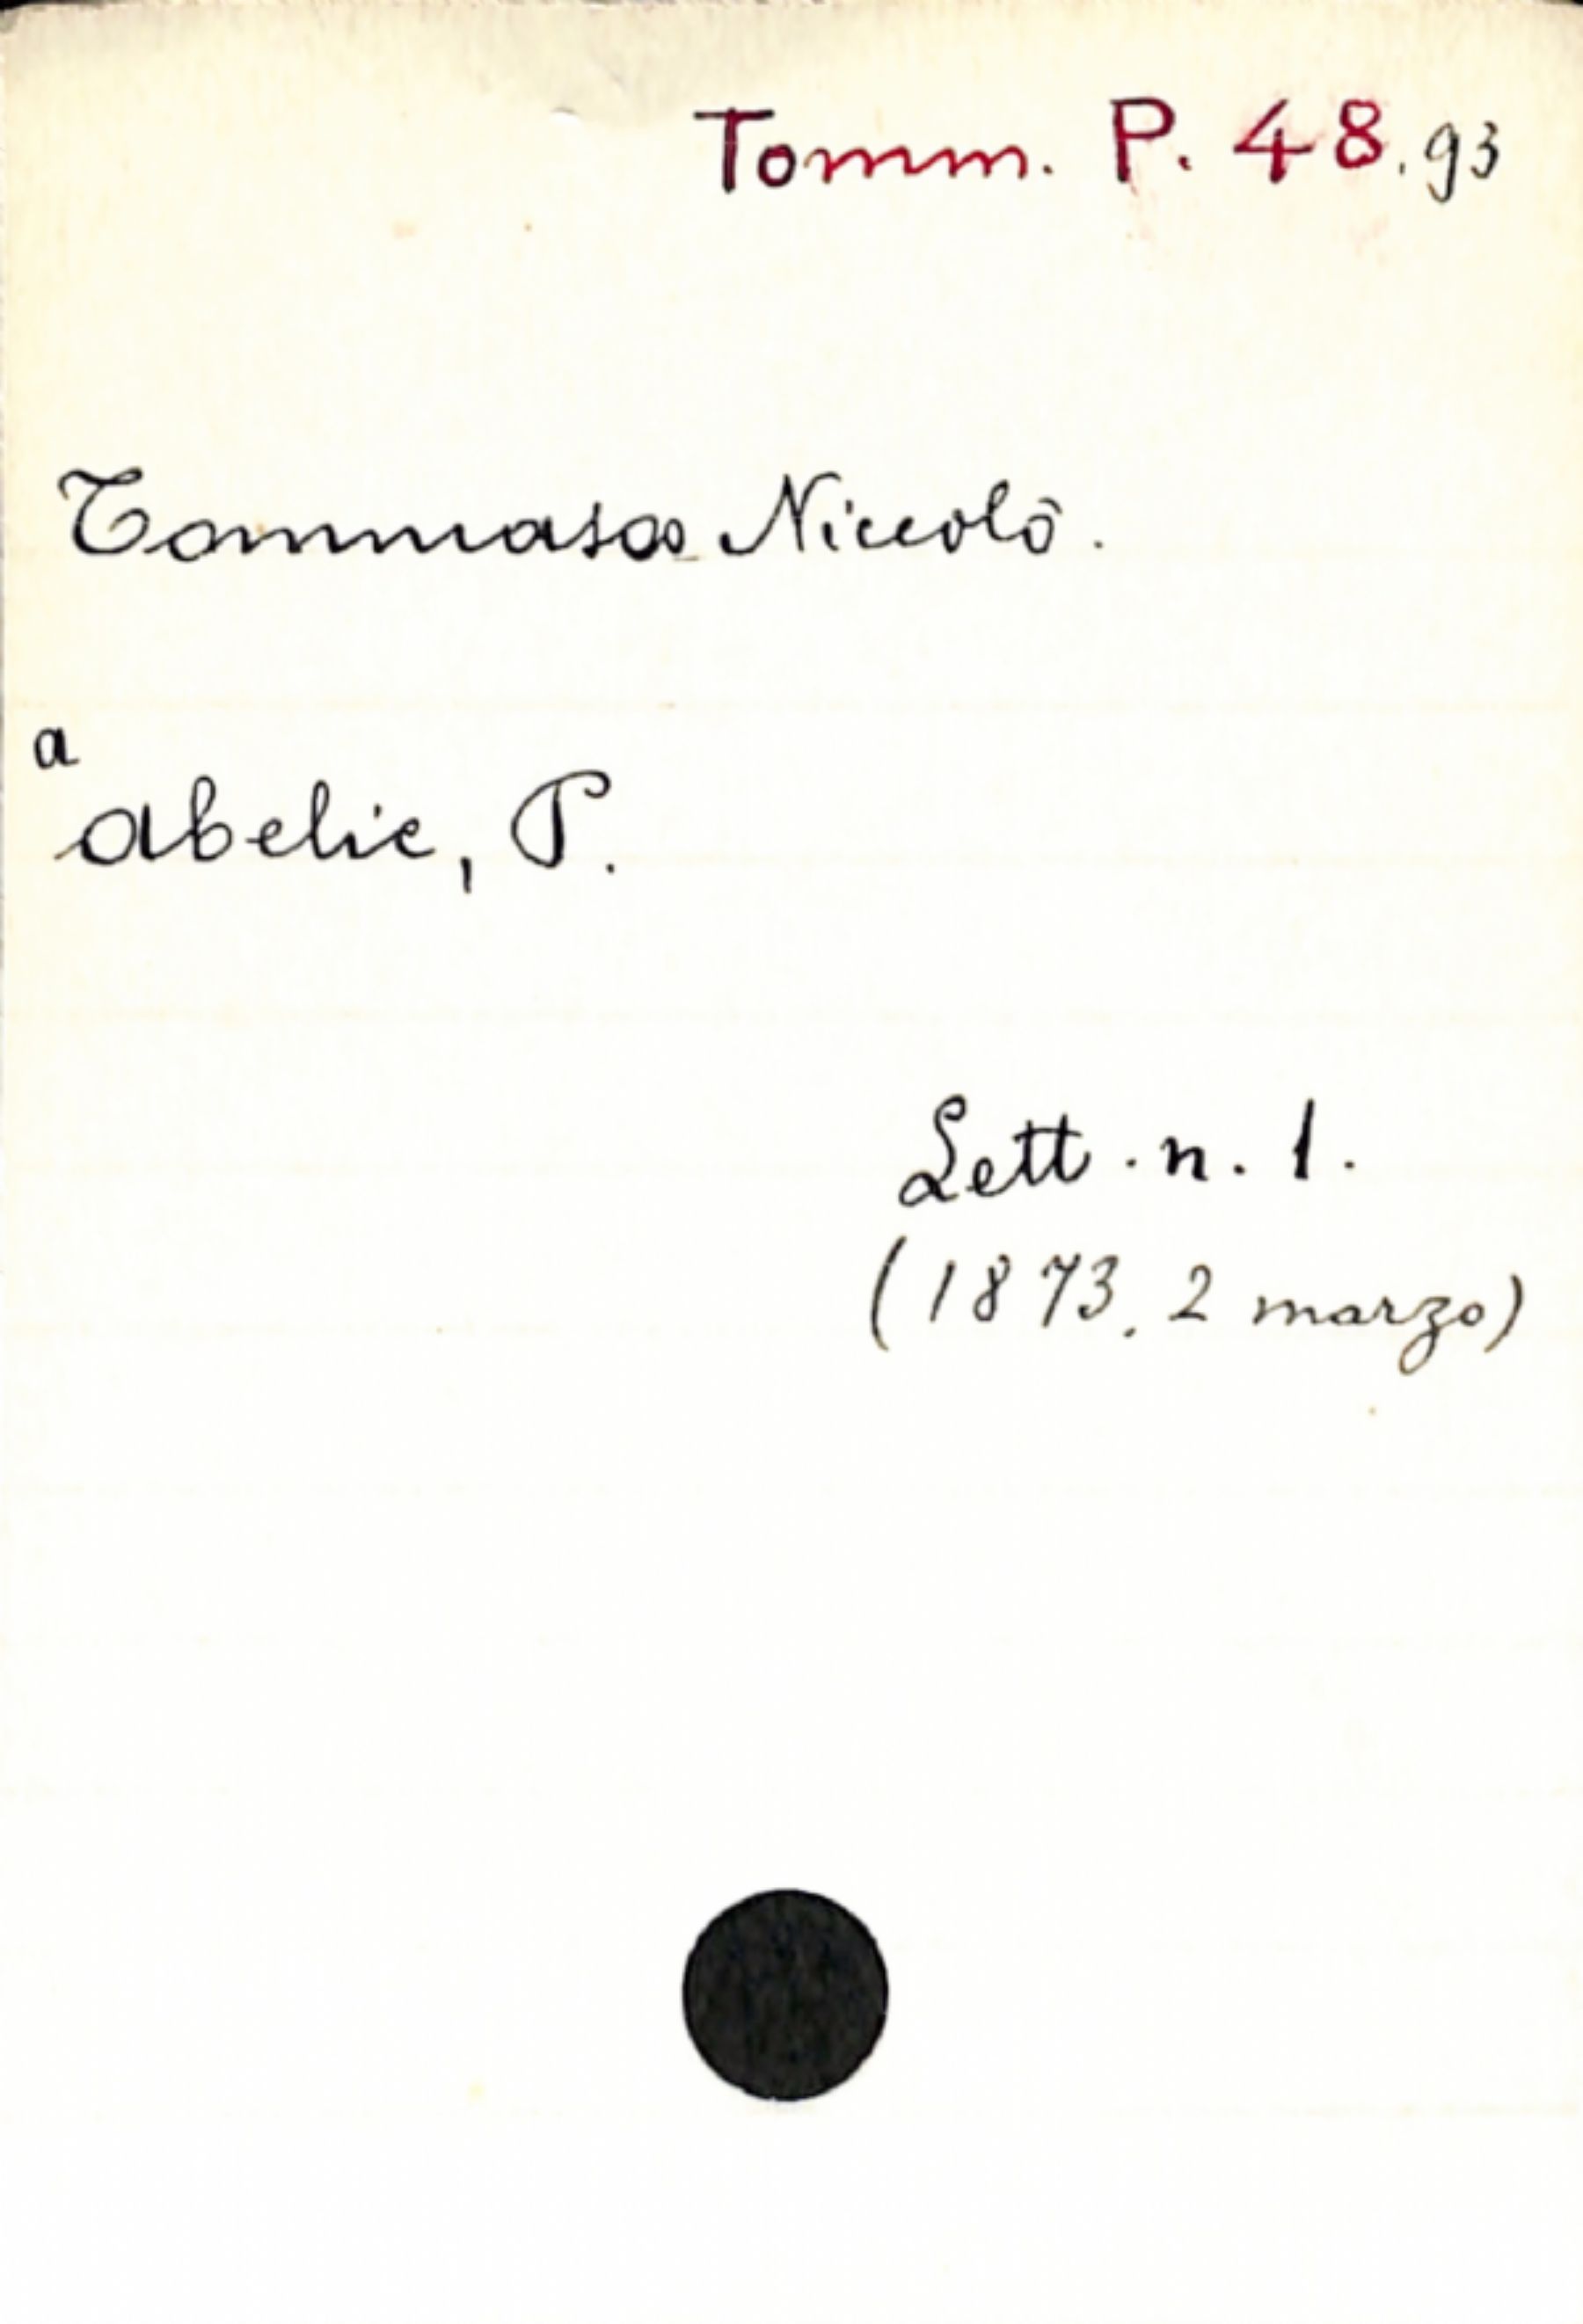 Tomm. P. 48.93
Tommaseo Niccolò.
a
Abelic, P.
Lett. n. 1.
(1873. 2 marzo)